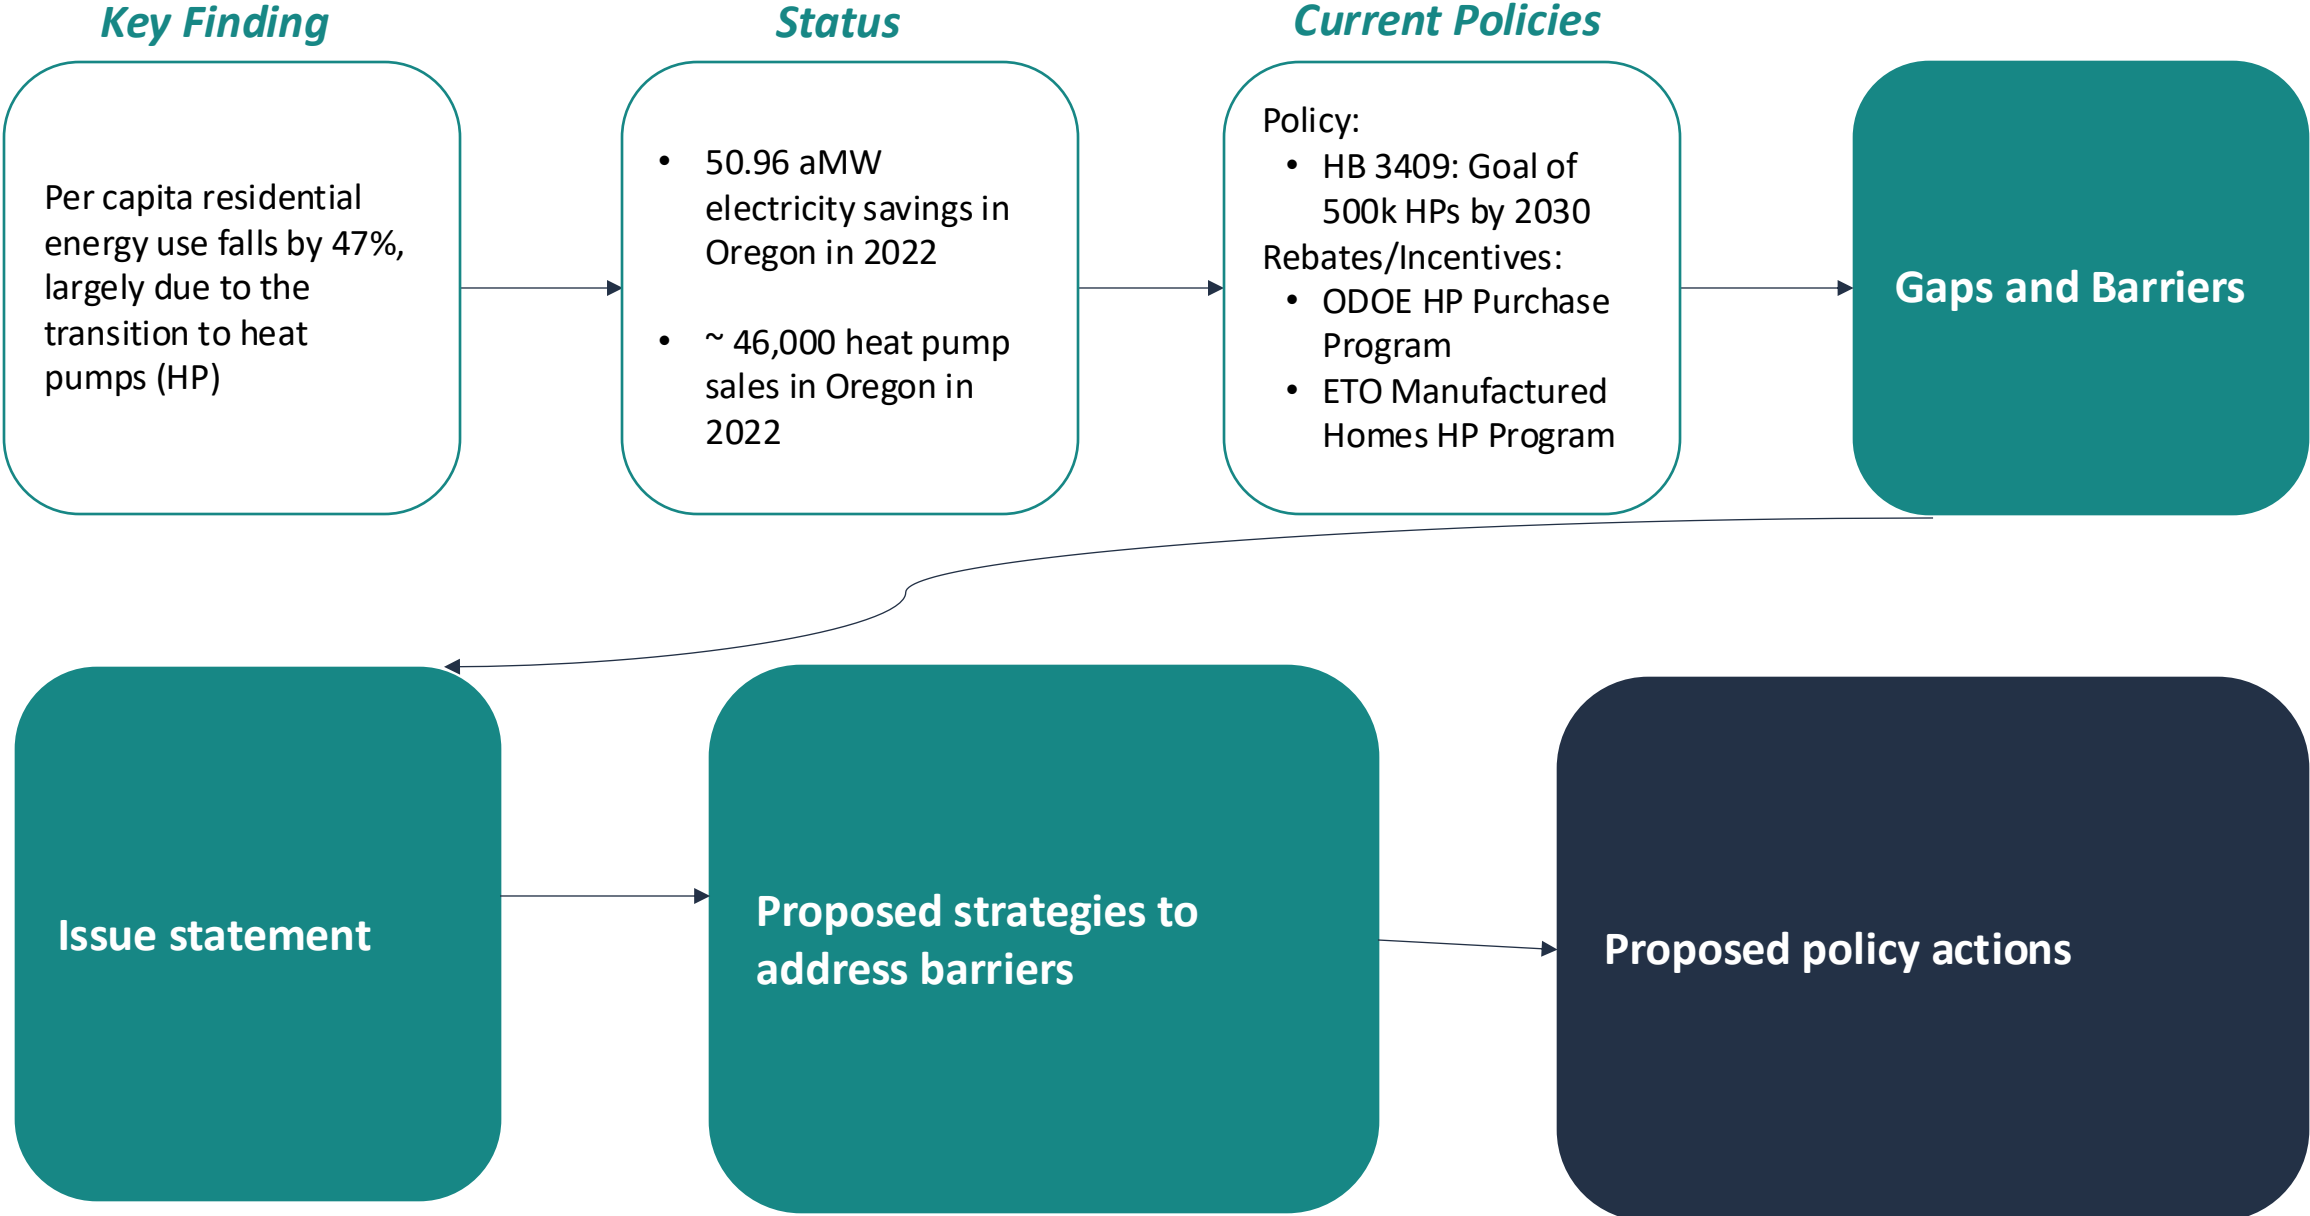 Key Finding
Status
Current Policies
Per capita residential
energy use falls by 47%,
largely due to the
transition to heat
pumps (HP)
• 50.96 aMW
electricity savings in
Oregon in 2022
• ~ 46,000 heat pump
sales in Oregon in
2022
Policy:
• HB 3409: Goal of
500k HPs by 2030
Rebates/Incentives:
• ODOE HP Purchase
Program
• ETO Manufactured
Homes HP Program
Gaps and Barriers
Issue statement
Proposed strategies to
address barriers
Proposed policy actions